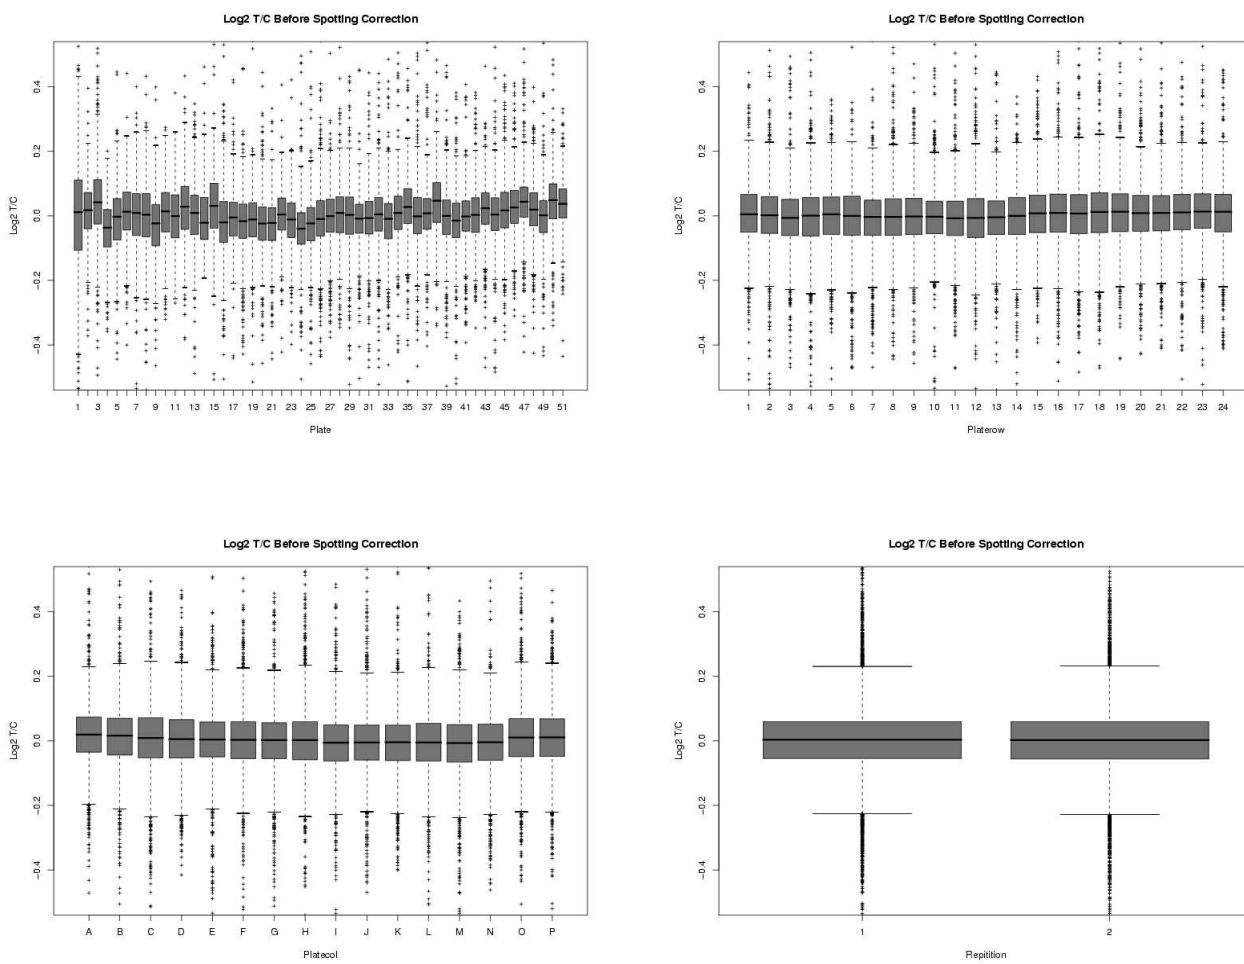 Log2 T/C Before Spotting Correction
Log2 T/C
0.4
0.2
0.0
−0.2
−0.4
1 3 5 7 9 11 13 15 17 19 21 23 25 27 29 31 33 35 37 39 41 43 45 47 49 51
Plate
Log2 T/C Before Spotting Correction
Log2 T/C
0.4
0.2
0.0
−0.2
−0.4
1 2 3 4 5 6 7 8 9 10 11 12 13 14 15 16 17 18 19 20 21 22 23 24
Platerow
Log2 T/C Before Spotting Correction
Log2 T/C
0.4
0.2
0.0
−0.2
−0.4
A B C D E F G H I J K L M N O P
Platecol
Log2 T/C Before Spotting Correction
Log2 T/C
0.4
0.2
0.0
−0.2
−0.4
1 2
Repitition